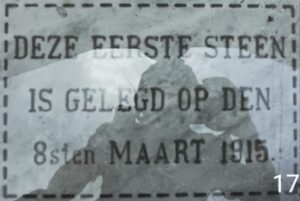 DEZE EERSTE STEEN
IS GELEGD OP DEN
8sten MAART 1915.
17